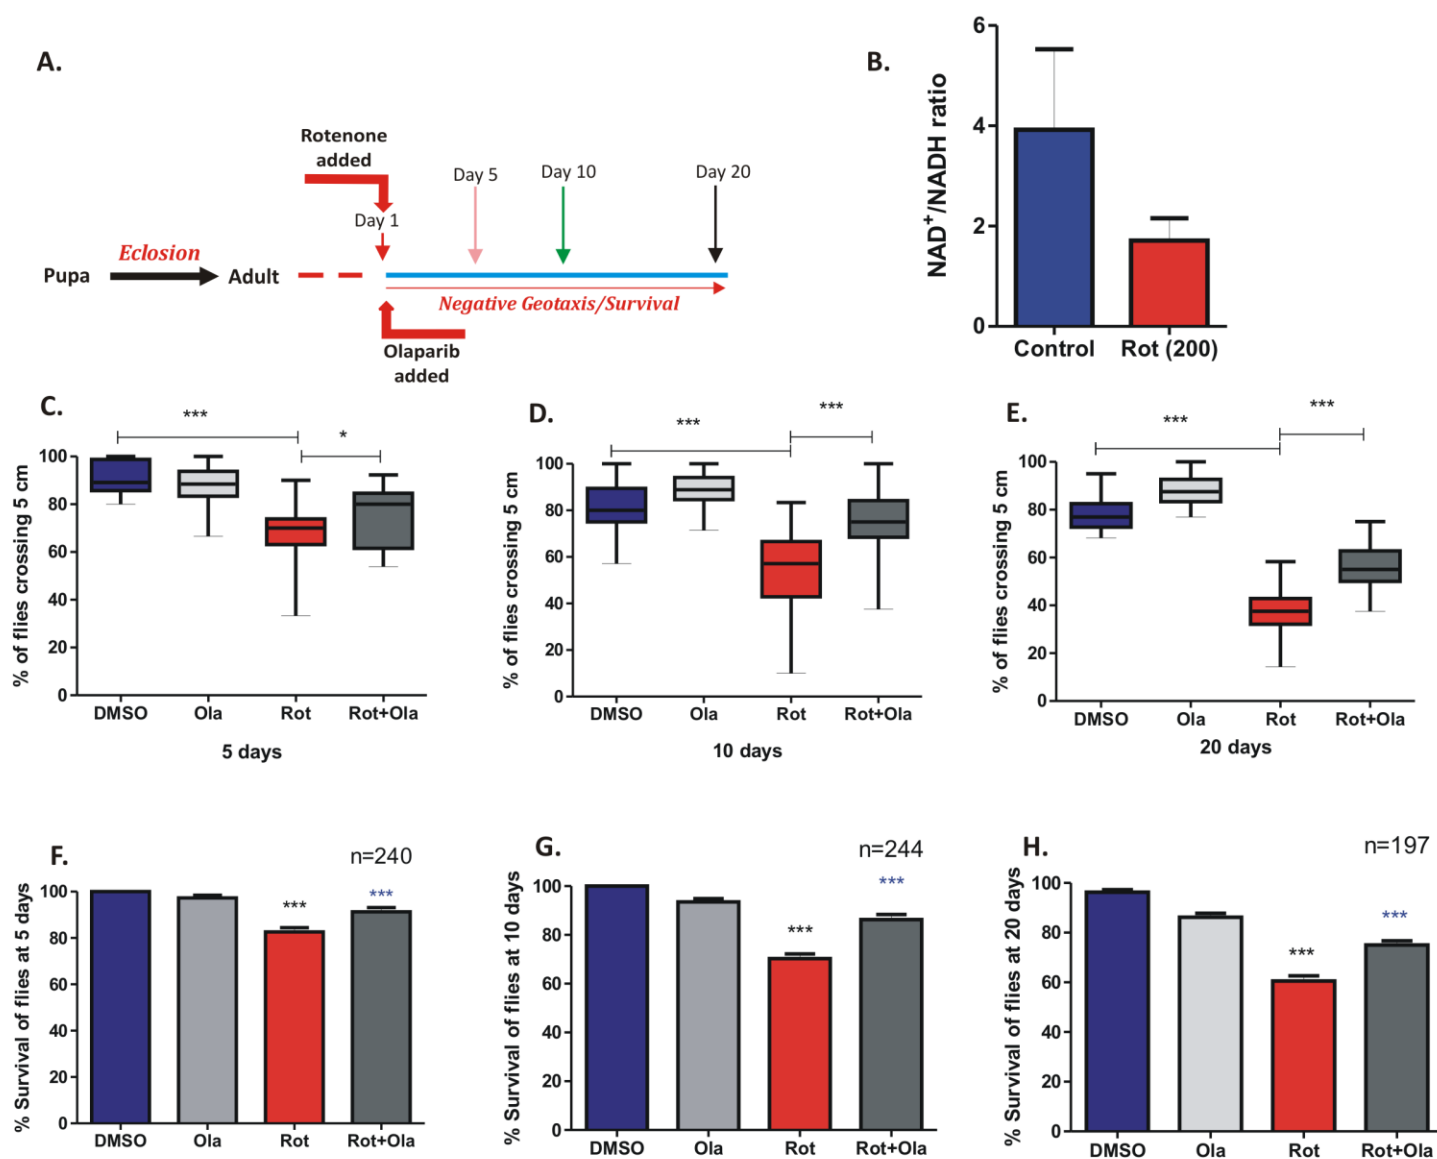 A.
Rotenone
added
Day 1
Day 5
Day 10
Day 20
Eclosion
Pupa
Adult
Negative Geotaxis/Survival
Olaparib
added
B.
NAD+/NADH ratio
6
4
2
0
Control
Rot (200)
C.
***
*
% of flies crossing 5 cm
100
80
60
40
20
0
DMSO
Ola
Rot
Rot+Ola
5 days
D.
***
***
% of flies crossing 5 cm
100
80
60
40
20
0
DMSO
Ola
Rot
Rot+Ola
10 days
E.
***
***
% of flies crossing 5 cm
100
80
60
40
20
0
DMSO
Ola
Rot
Rot+Ola
20 days
F.
n=240
% Survival of flies at 5 days
100
80
60
40
20
0
***
***
DMSO
Ola
Rot
Rot+Ola
G.
n=244
% Survival of flies at 10 days
100
80
60
40
20
0
***
***
DMSO
Ola
Rot
Rot+Ola
H.
n=197
% Survival of flies at 20 days
100
80
60
40
20
0
***
***
DMSO
Ola
Rot
Rot+Ola